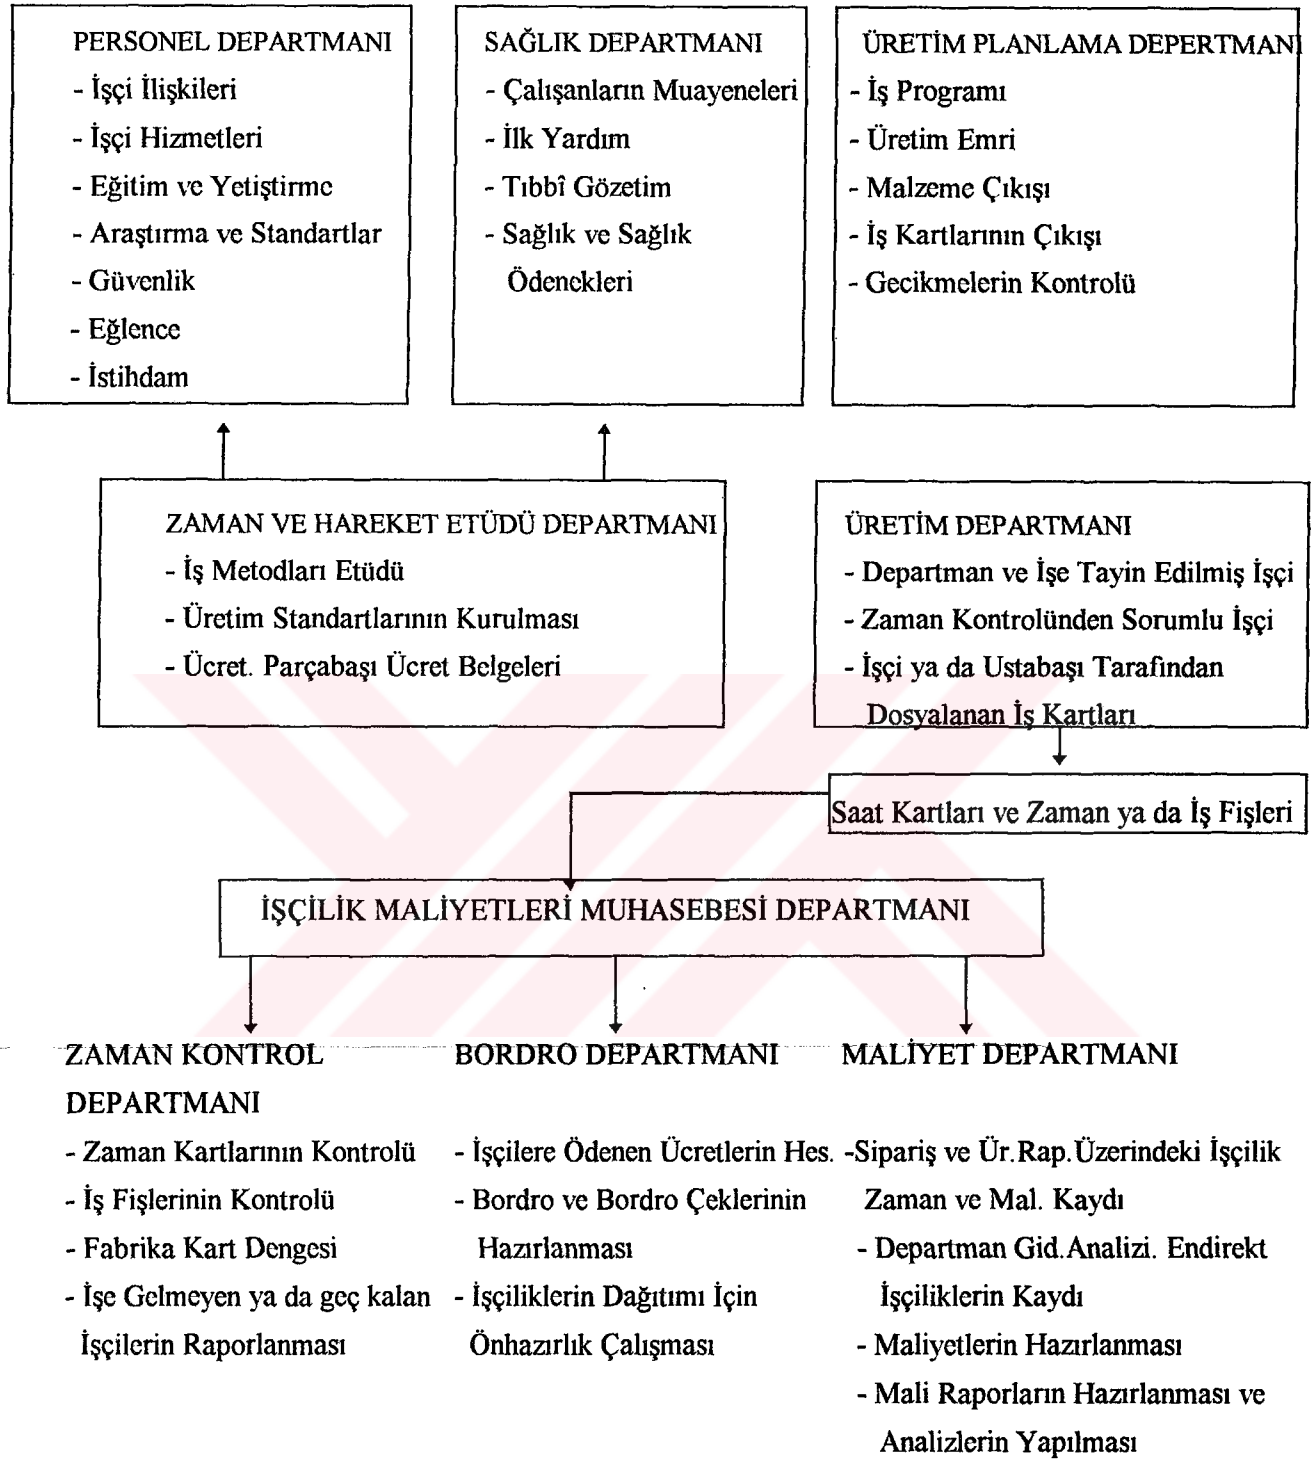 PERSONEL DEPARTMANI
- İşçi İlişkileri
- İşçi Hizmetleri
- Eğitim ve Yetiştirme
- Araştırma ve Standartlar
- Güvenlik
- Eğlence
- İstihdam
SAĞLIK DEPARTMANI
- Çalışanların Muayeneleri
- İlk Yardım
- Tıbbî Gözetim
- Sağlık ve Sağlık
Ödenekleri
ÜRETİM PLANLAMA DEPERTMANI
- İş Programı
- Üretim Emri
- Malzeme Çıkışı
- İş Kartlarının Çıkışı
- Gecikmelerin Kontrolü
ZAMAN VE HAREKET ETÜDÜ DEPARTMANI
- İş Metodları Etüdü
- Üretim Standartlarının Kurulması
- Ücret. Parçabaşı Ücret Belgeleri
ÜRETİM DEPARTMANI
- Departman ve İşe Tayin Edilmiş İşçi
- Zaman Kontrolünden Sorumlu İşçi
- İşçi ya da Ustabaşı Tarafından
Dosyalanan İş Kartları
Saat Kartları ve Zaman ya da İş Fişleri
İŞÇİLİK MALİYETLERİ MUHASEBESİ DEPARTMANI
ZAMAN KONTROL
DEPARTMANI
- Zaman Kartlarının Kontrolü
- İş Fişlerinin Kontrolü
- Fabrika Kart Dengesi
- İşe Gelmeyen ya da geç kalan
İşçilerin Raporlanması
BORDRO DEPARTMANI
- İşçilere Ödenen Ücretlerin Hes.
- Bordro ve Bordro Çeklerinin
Hazırlanması
- İşçiliklerin Dağıtımı İçin
Önhazırlık Çalışması
MALİYET DEPARTMANI
-Sipariş ve Ür.Rap.Üzerindeki İşçilik
Zaman ve Mal. Kaydı
- Departman Gid.Analizi. Endirekt
İşçiliklerin Kaydı
- Maliyetlerin Hazırlanması
- Mali Raporların Hazırlanması ve
Analizlerin Yapılması